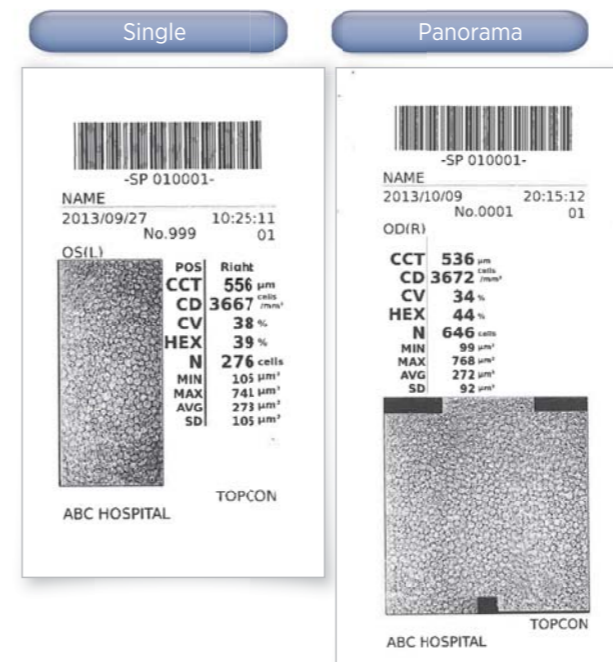 Single
-SP 010001-
NAME
2013/09/27 10:25:11
No.999 01
OS(L)
POS Right
CCT 556 µm
CD 3667 cells/mm²
CV 38 %
HEX 39 %
N 276 cells
MIN 105 µm²
MAX 741 µm²
AVG 273 µm²
SD 105 µm²
TOPCON
ABC HOSPITAL
Panorama
-SP 010001-
NAME
2013/10/09 20:15:12
No.0001 01
OD(R)
CCT 536 µm
CD 3672 cells/mm²
CV 34 %
HEX 44 %
N 646 cells
MIN 99 µm²
MAX 768 µm²
AVG 272 µm²
SD 92 µm²
TOPCON
ABC HOSPITAL